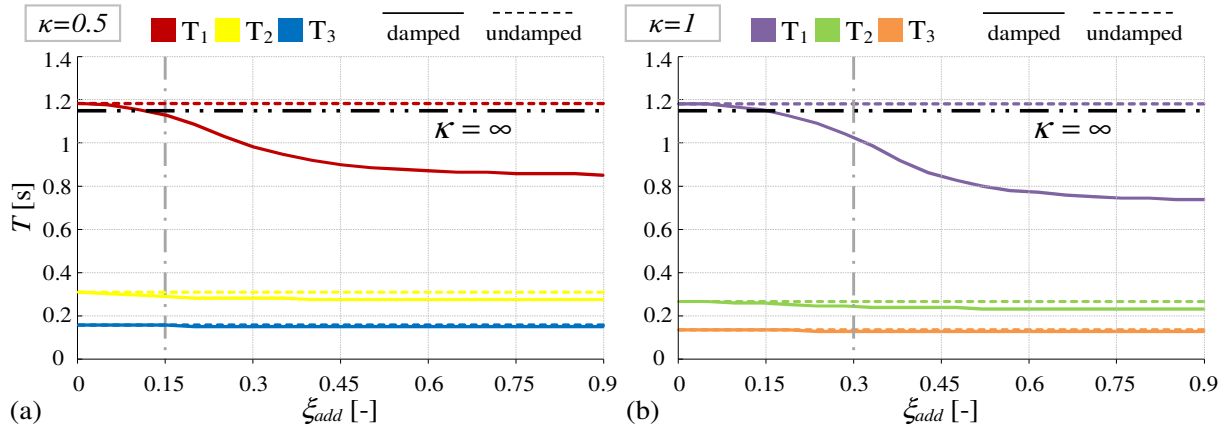 κ=0.5 T1 T2 T3 damped undamped
1.4
1.2
1
0.8
0.6
0.4
0.2
0
T [s]
κ = ∞
0 0.15 0.3 0.45 0.6 0.75 0.9
(a) ξadd [-]
κ=1 T1 T2 T3 damped undamped
1.4
1.2
1
0.8
0.6
0.4
0.2
0
κ = ∞
0 0.15 0.3 0.45 0.6 0.75 0.9
(b) ξadd [-]